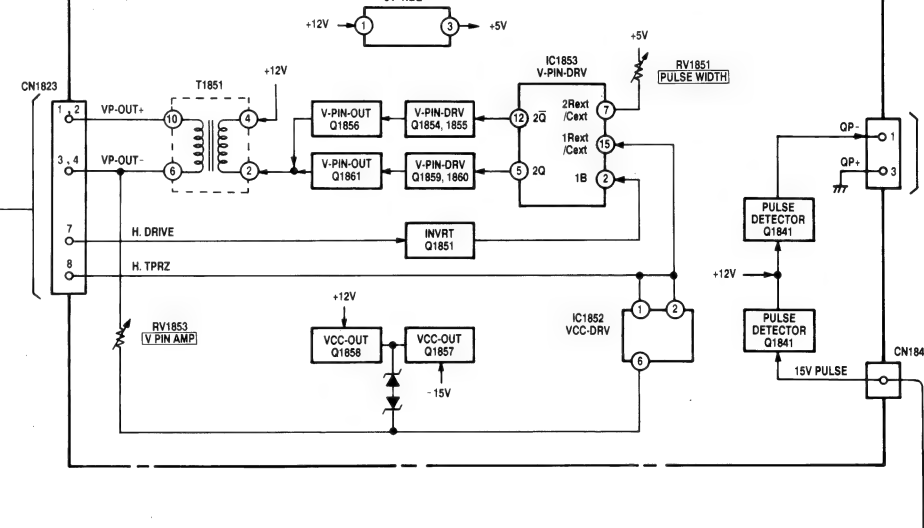 +12V
1
3
+5V
+5V
IC1853
V-PIN-DRV
RV1851
PULSE WIDTH
+12V
CN1823
T1851
1, 2
VP-OUT+
10
4
V-PIN-OUT
Q1856
V-PIN-DRV
Q1854, 1855
12
2Q̅
2Rext
/Cext
7
1Rext
/Cext
15
3, 4
VP-OUT-
6
2
V-PIN-OUT
Q1861
V-PIN-DRV
Q1859, 1860
5
2Q
1B
2
QP-
1
QP+
3
PULSE
DETECTOR
Q1841
7
H. DRIVE
INVRT
Q1851
8
H. TPRZ
+12V
+12V
IC1852
VCC-DRV
1
2
6
RV1853
V PIN AMP
VCC-OUT
Q1858
VCC-OUT
Q1857
-15V
PULSE
DETECTOR
Q1841
15V PULSE
CN184